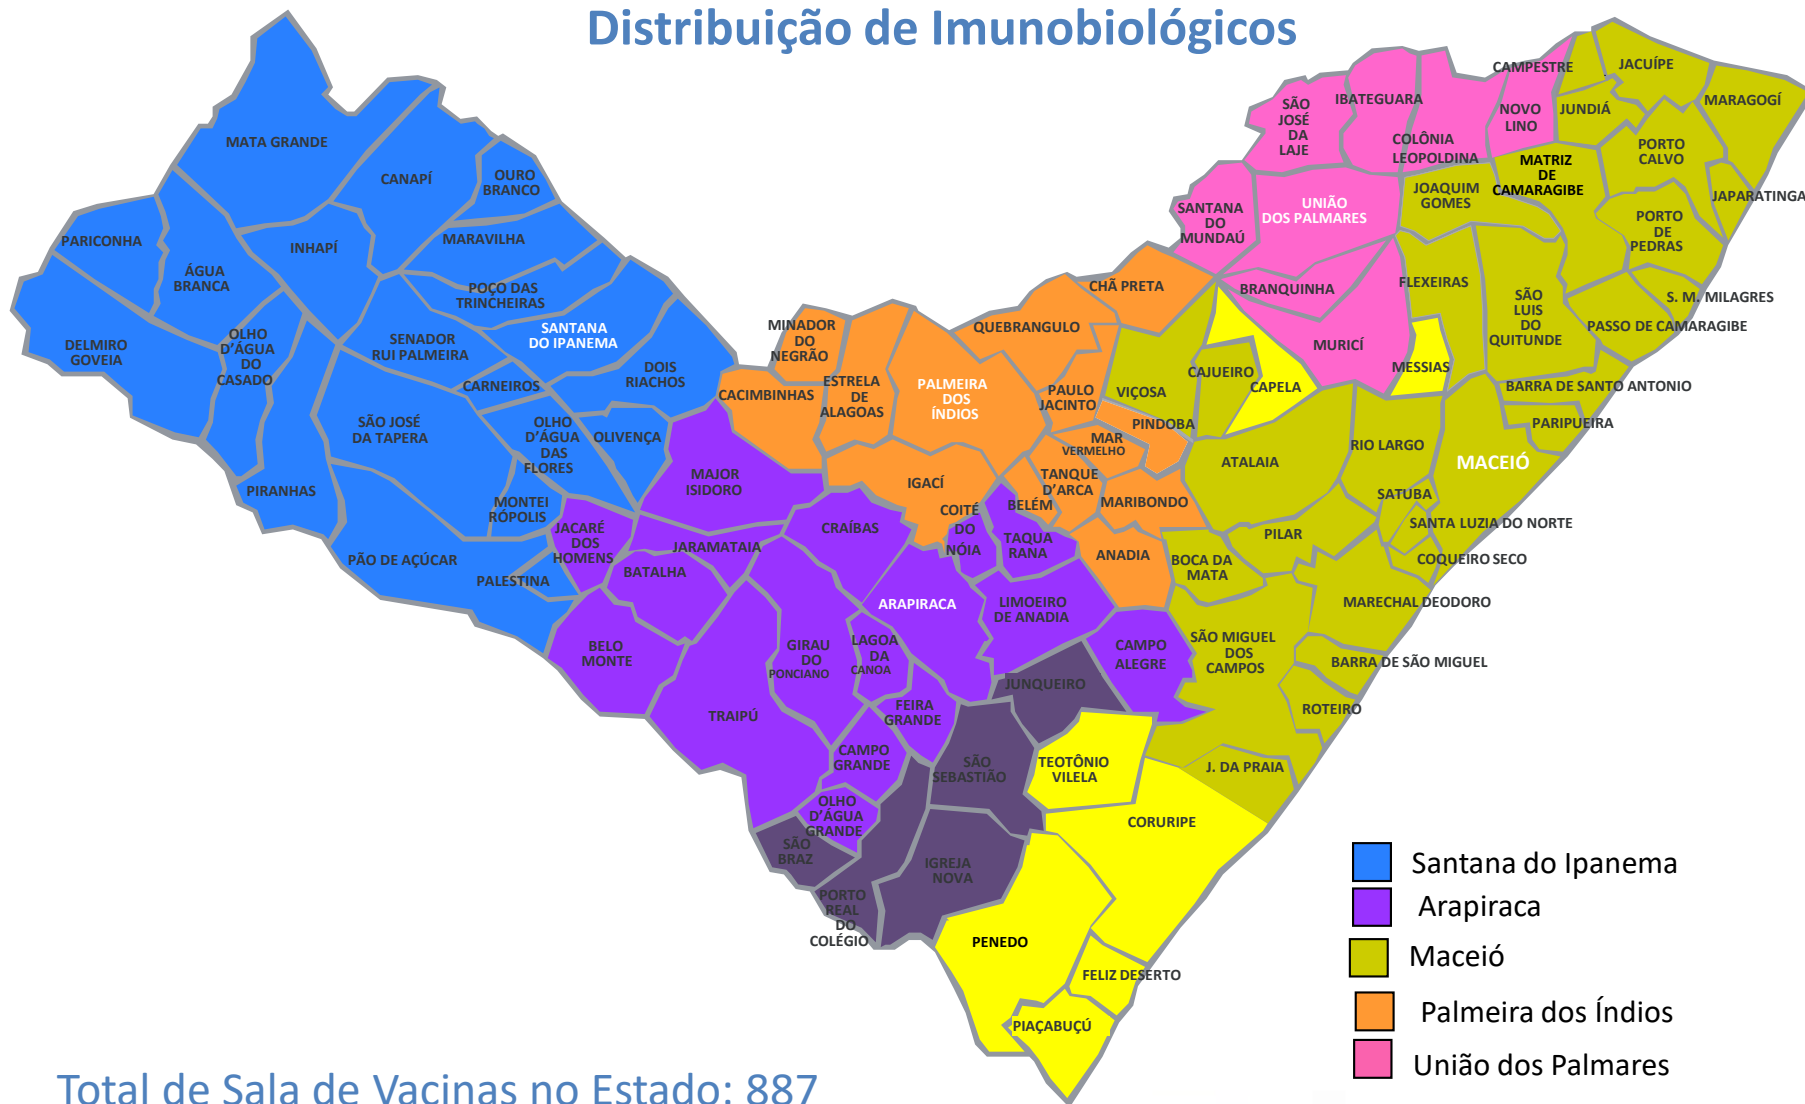 Distribuição de Imunobiológicos
CAMPESTRE
JACUÍPE
MARAGOGÍ
IBATEGUARA
SÃO
JOSÉ
DA
LAJE
NOVO
LINO
JUNDIÁ
MATA GRANDE
COLÔNIA
LEOPOLDINA
PORTO
CALVO
MATRIZ
DE
CAMARAGIBE
CANAPÍ
OURO
BRANCO
JOAQUIM
GOMES
JAPARATINGA
SANTANA
DO
MUNDAÚ
UNIÃO
DOS PALMARES
PORTO
DE
PEDRAS
PARICONHA
INHAPÍ
MARAVILHA
ÁGUA
BRANCA
CHÃ PRETA
BRANQUINHA
FLEXEIRAS
POÇO DAS
TRINCHEIRAS
SÃO
LUIS
DO
QUITUNDE
S. M. MILAGRES
PASSO DE CAMARAGIBE
MINADOR
DO
NEGRÃO
QUEBRANGULO
SANTANA
DO IPANEMA
SENADOR
RUI PALMEIRA
OLHO
D'ÁGUA
DO
CASADO
DELMIRO
GOVEIA
MURICÍ
MESSIAS
DOIS
RIACHOS
CAJUEIRO
CAPELA
CARNEIROS
CACIMBINHAS
ESTRELA
DE
ALAGOAS
PALMEIRA
DOS
ÍNDIOS
PAULO
JACINTO
VIÇOSA
BARRA DE SANTO ANTONIO
SÃO JOSÉ
DA TAPERA
OLHO
D'ÁGUA
DAS
FLORES
OLIVENÇA
PINDOBA
PARIPUEIRA
MAR
VERMELHO
RIO LARGO
ATALAIA
MACEIÓ
MAJOR
ISIDORO
IGACÍ
TANQUE
D'ARCA
PIRANHAS
MONTEI
RÓPOLIS
BELÉM
MARIBONDO
SATUBA
COITÉ
DO
NÓIA
CRAÍBAS
JACARÉ
DOS
HOMENS
TAQUA
RANA
SANTA LUZIA DO NORTE
PILAR
JARAMATAIA
ANADIA
PÃO DE AÇÚCAR
BOCA DA
MATA
COQUEIRO SECO
BATALHA
PALESTINA
ARAPIRACA
LIMOEIRO
DE ANADIA
MARECHAL DEODORO
BELO
MONTE
GIRAU
DO
PONCIANO
LAGOA
DA
CANOA
CAMPO
ALEGRE
SÃO MIGUEL
DOS
CAMPOS
BARRA DE SÃO MIGUEL
JUNQUEIRO
TRAIPÚ
FEIRA
GRANDE
ROTEIRO
CAMPO
GRANDE
SÃO
SEBASTIÃO
TEOTÔNIO
VILELA
J. DA PRAIA
OLHO
D'ÁGUA
GRANDE
CORURIPE
SÃO
BRAZ
IGREJA
NOVA
PORTO
REAL
DO
COLÉGIO
PENEDO
FELIZ DESERTO
PIAÇABUÇÚ
Santana do Ipanema
Arapiraca
Maceió
Palmeira dos Índios
União dos Palmares
Total de Sala de Vacinas no Estado: 887